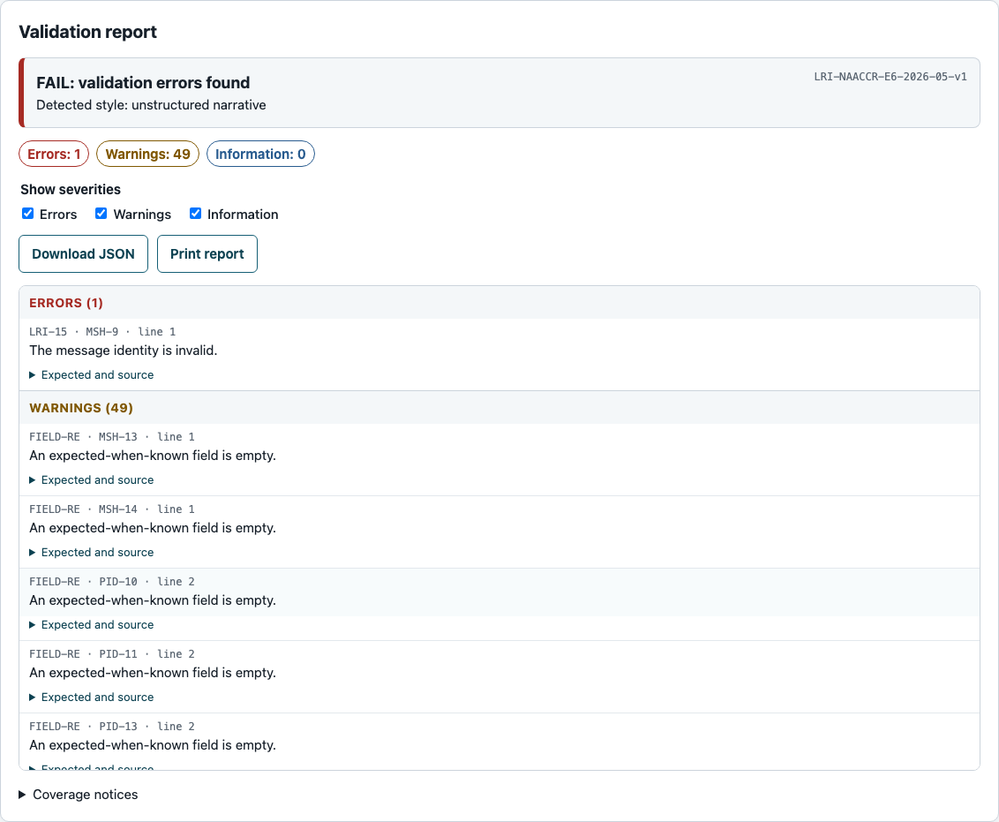 Validation report
FAIL: validation errors found
LRI-NAACCR-E6-2026-05-v1
Detected style: unstructured narrative
Errors: 1
Warnings: 49
Information: 0
Show severities
Errors
Warnings
Information
Download JSON
Print report
ERRORS (1)
LRI-15 · MSH-9 · line 1
The message identity is invalid.
Expected and source
WARNINGS (49)
FIELD-RE · MSH-13 · line 1
An expected-when-known field is empty.
Expected and source
FIELD-RE · MSH-14 · line 1
An expected-when-known field is empty.
Expected and source
FIELD-RE · PID-10 · line 2
An expected-when-known field is empty.
Expected and source
FIELD-RE · PID-11 · line 2
An expected-when-known field is empty.
Expected and source
FIELD-RE · PID-13 · line 2
An expected-when-known field is empty.
Expected and source
Coverage notices